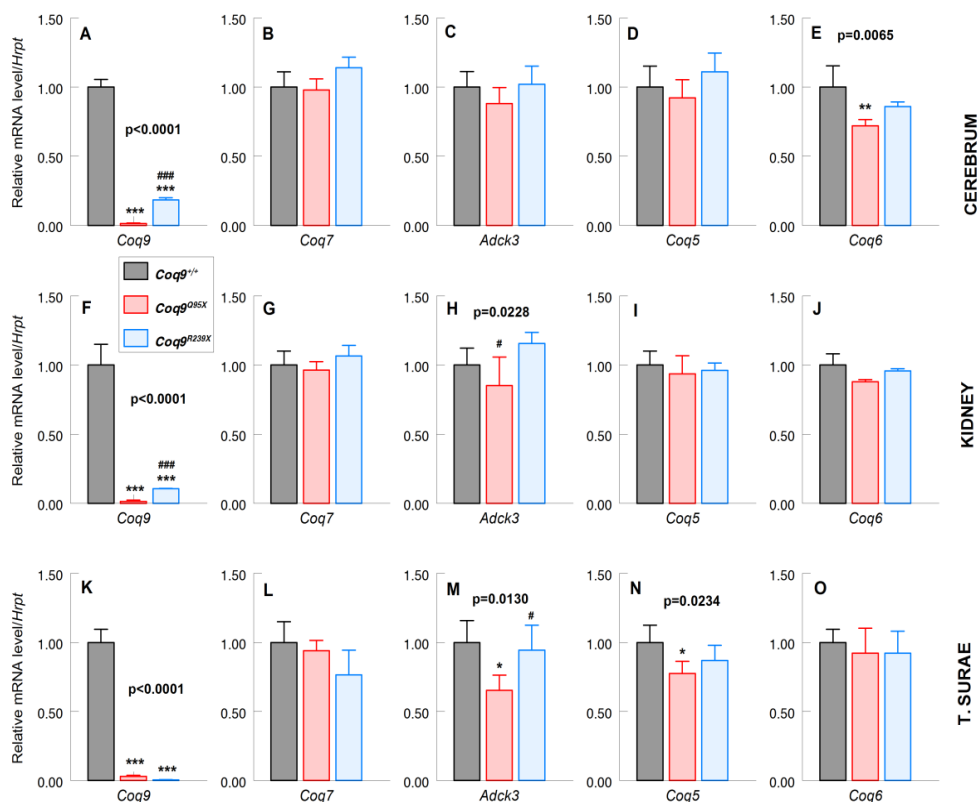 A B C D E
1.50 1.50 1.50 1.50 1.50
p=0.0065
Relative mRNA level/Hrpt
1.00 1.00 1.00 1.00 1.00
p<0.0001
**
0.50 0.50 0.50 0.50 0.50
###
*** ***
0.00 0.00 0.00 0.00 0.00
Coq9 Coq7 Adck3 Coq5 Coq6
CEREBRUM
Coq9+/+
Coq9Q95X
Coq9R239X
F G H I J
1.50 1.50 1.50 1.50 1.50
p=0.0228
#
Relative mRNA level/Hrpt
1.00 1.00 1.00 1.00 1.00
p<0.0001
0.50 0.50 0.50 0.50 0.50
###
*** ***
0.00 0.00 0.00 0.00 0.00
Coq9 Coq7 Adck3 Coq5 Coq6
KIDNEY
K L M N O
1.50 1.50 1.50 1.50 1.50
p=0.0130 p=0.0234
#
Relative mRNA level/Hrpt
1.00 1.00 1.00 1.00 1.00
* *
p<0.0001
0.50 0.50 0.50 0.50 0.50
*** ***
0.00 0.00 0.00 0.00 0.00
Coq9 Coq7 Adck3 Coq5 Coq6
T. SURAE